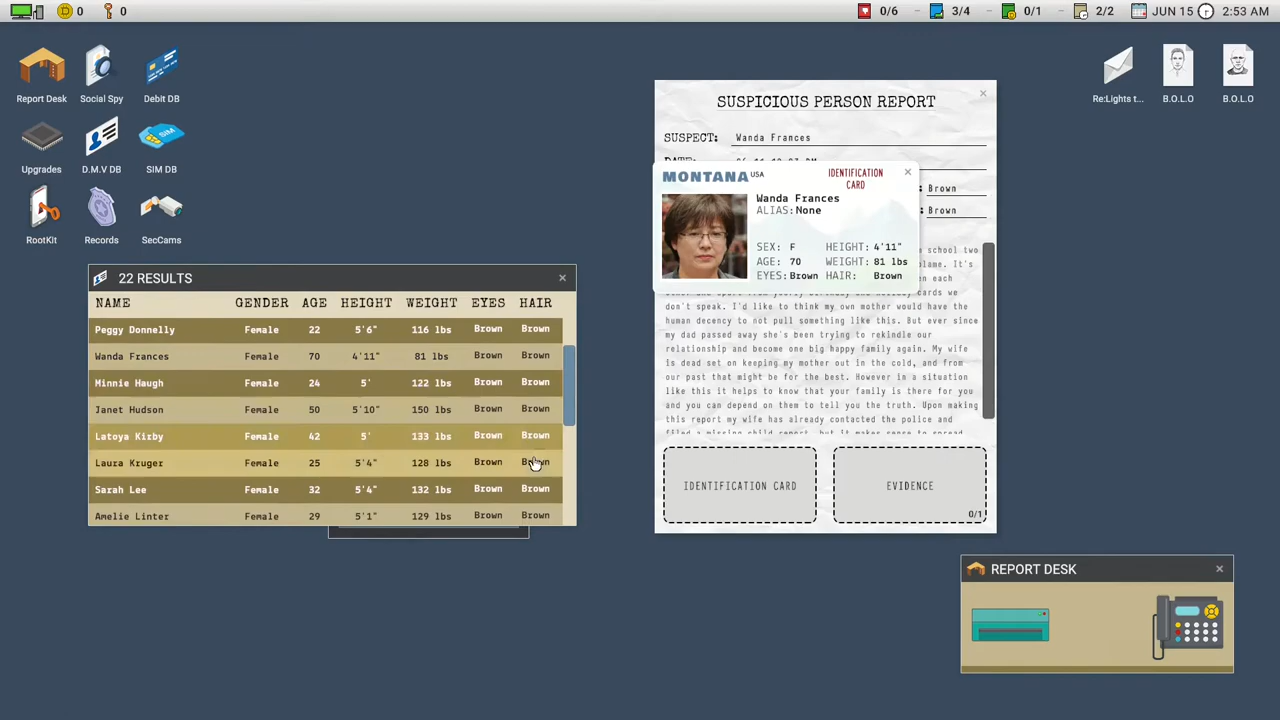 0
0
0/6
3/4
0/1
2/2
JUN 15
2:53 AM
Report Desk
Social Spy
Debit DB
Upgrades
D.M.V DB
SIM DB
RootKit
Records
SecCams
Re:Lights t...
B.O.L.O
B.O.L.O
SUSPICIOUS PERSON REPORT
SUSPECT: Wanda Frances
Brown
Brown
MONTANA USA
IDENTIFICATION
CARD
Wanda Frances
ALIAS: None
SEX: F HEIGHT: 4'11"
AGE: 70 WEIGHT: 81 lbs
EYES: Brown HAIR: Brown
school two
blame. It's
en each
we
don't speak. I'd like to think my own mother would have the
human decency to not pull something like this. But ever since
my dad passed away she's been trying to rekindle our
relationship and become one big happy family again. My wife
is dead set on keeping my mother out in the cold, and from
our past that might be for the best. However in a situation
like this it helps to know that your family is there for you
and you can depend on them to tell you the truth. Upon making
this report my wife has already contacted the police and
filed a missing child report, but it makes sense to spread
IDENTIFICATION CARD
EVIDENCE
0/1
22 RESULTS
NAME GENDER AGE HEIGHT WEIGHT EYES HAIR
Peggy Donnelly Female 22 5'6" 116 lbs Brown Brown
Wanda Frances Female 70 4'11" 81 lbs Brown Brown
Minnie Haugh Female 24 5' 122 lbs Brown Brown
Janet Hudson Female 50 5'10" 150 lbs Brown Brown
Latoya Kirby Female 42 5' 133 lbs Brown Brown
Laura Kruger Female 25 5'4" 128 lbs Brown Brown
Sarah Lee Female 32 5'4" 132 lbs Brown Brown
Amelie Linter Female 29 5'1" 129 lbs Brown Brown
REPORT DESK